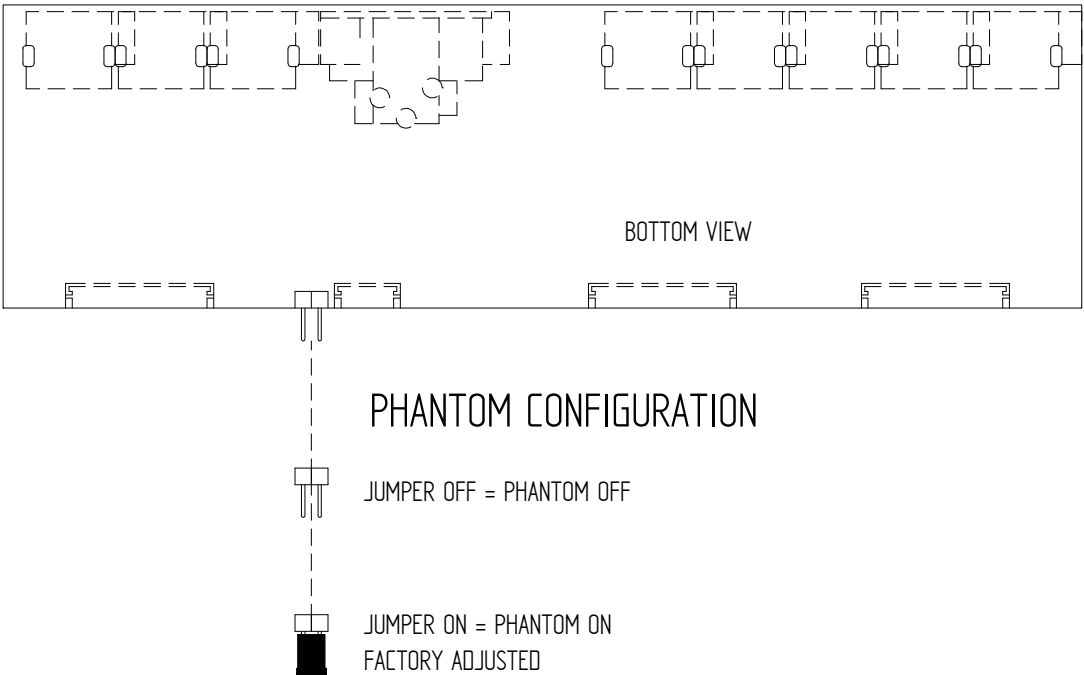 BOTTOM VIEW
PHANTOM CONFIGURATION
JUMPER OFF = PHANTOM OFF
JUMPER ON = PHANTOM ON
FACTORY ADJUSTED